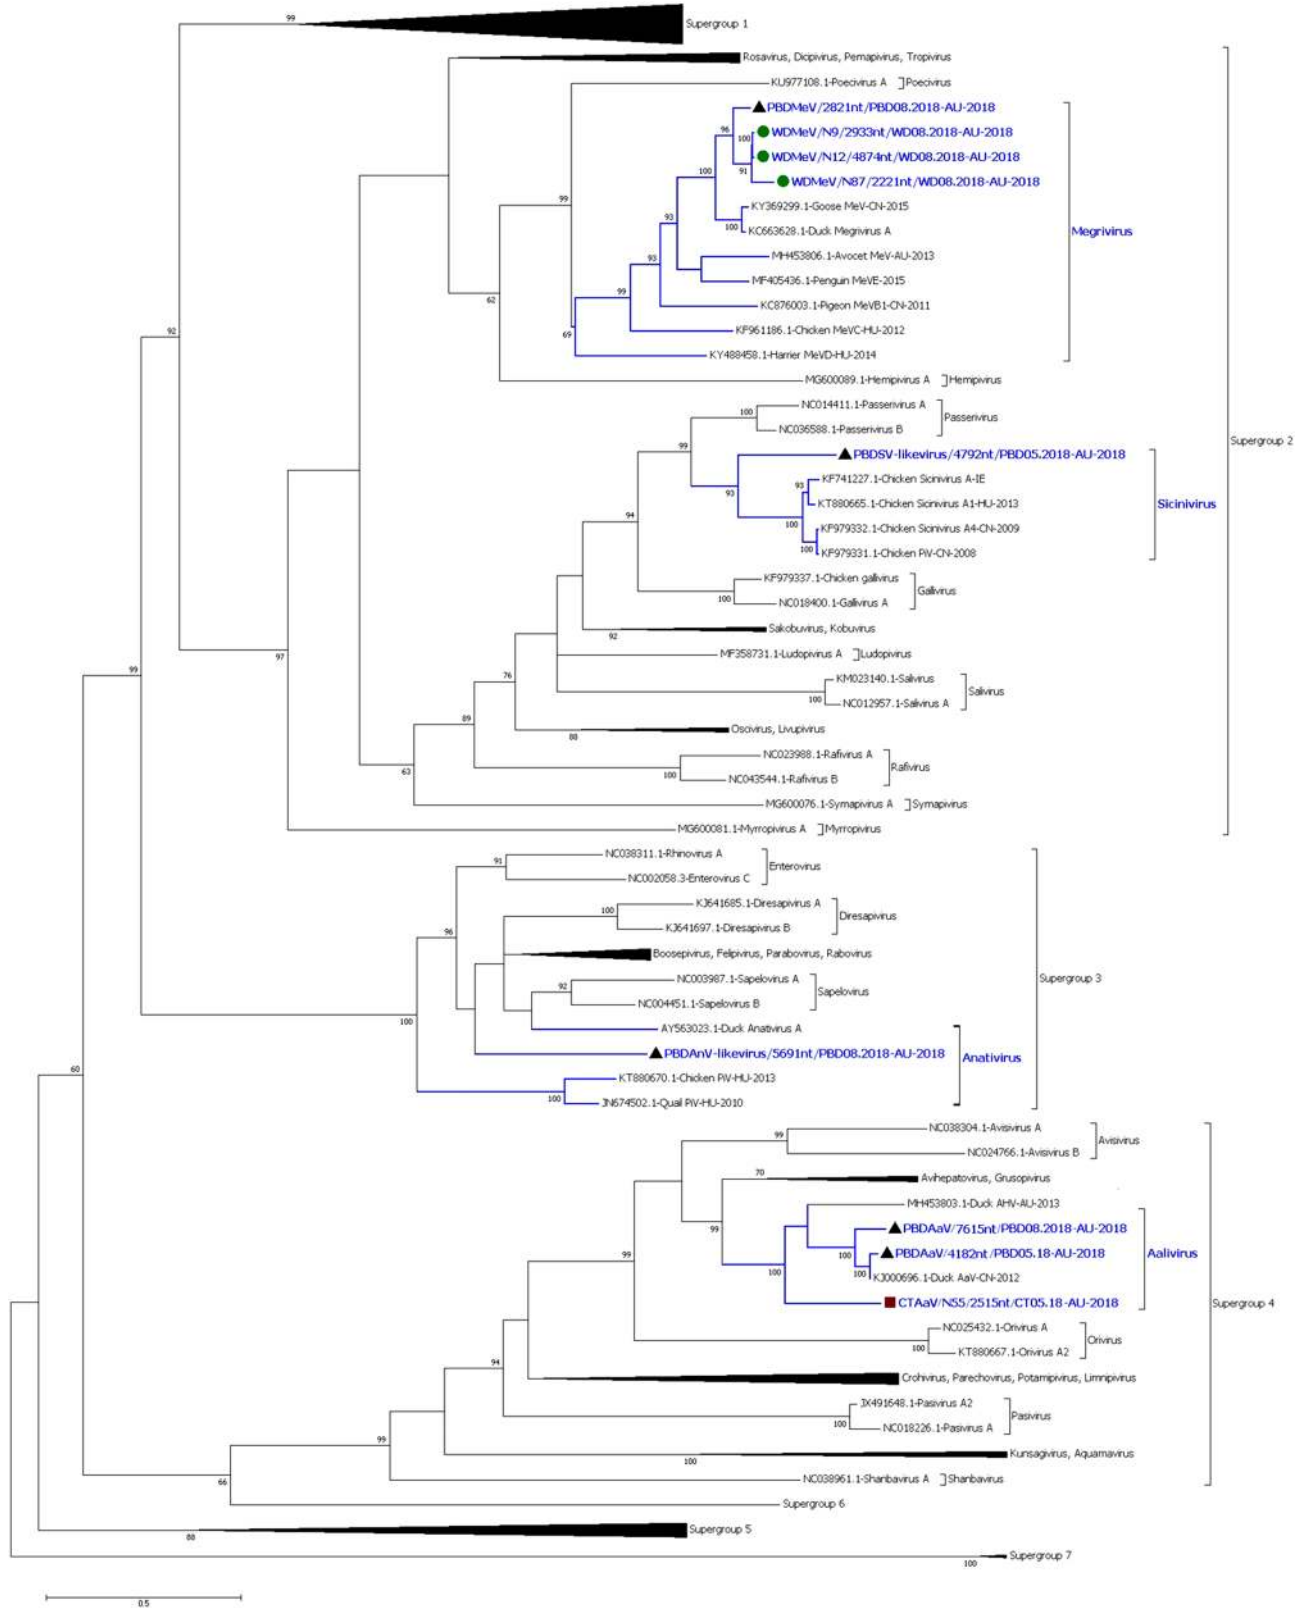 99
Supergroup 1
Rosavirus, Dicipivirus, Pemapivirus, Tropivirus
KU977108.1-Poecivirus A
Poecivirus
PBDMeV/2821nt/PBD08.2018-AU-2018
96
WDMeV/N9/2933nt/WD08.2018-AU-2018
100
WDMeV/N12/4874nt/WD08.2018-AU-2018
91
100
WDMeV/N87/2221nt/WD08.2018-AU-2018
99
KY369299.1-Goose MeV-CN-2015
93
100
KC663628.1-Duck Megrivirus A
Megrivirus
MH453806.1-Avocet MeV-AU-2013
93
MF405436.1-Penguin MeVE-2015
99
62
KC876003.1-Pigeon MeVB1-CN-2011
92
69
KF961186.1-Chicken MeVC-HU-2012
KY488458.1-Harrier MeVD-HU-2014
MG600089.1-Hemipivirus A
Hemipivirus
NC014411.1-Passerivirus A
100
Passerivirus
NC036588.1-Passerivirus B
Supergroup 2
99
PBDSV-likevirus/4792nt/PBD05.2018-AU-2018
93
KF741227.1-Chicken Sicinivirus A-IE
93
KT880665.1-Chicken Sicinivirus A1-HU-2013
Sicinivirus
94
100
KF979332.1-Chicken Sicinivirus A4-CN-2009
100
KF979331.1-Chicken PiV-CN-2008
KF979337.1-Chicken gallivirus
100
Gallivirus
NC018400.1-Gallivirus A
92
Sakobuvirus, Kobuvirus
97
MF358731.1-Ludopivirus A
Ludopivirus
99
76
KM023140.1-Salivirus
100
Salivirus
NC012957.1-Salivirus A
89
88
Oscivirus, Livupivirus
NC023988.1-Rafivirus A
63
100
Rafivirus
NC043544.1-Rafivirus B
MG600076.1-Symapivirus A
Symapivirus
MG600081.1-Myrropivirus A
Myrropivirus
NC038311.1-Rhinovirus A
91
Enterovirus
NC002058.3-Enterovirus C
KJ641685.1-Diresapivirus A
100
Diresapivirus
KJ641697.1-Diresapivirus B
96
Boosepivirus, Felipivirus, Parabovirus, Rabovirus
NC003987.1-Sapelovirus A
Supergroup 3
92
Sapelovirus
NC004451.1-Sapelovirus B
100
AY563023.1-Duck Anativirus A
PBDAnV-likevirus/5691nt/PBD08.2018-AU-2018
Anativirus
60
KT880670.1-Chicken PiV-HU-2013
100
JN674502.1-Quail PiV-HU-2010
NC038304.1-Avisivirus A
99
Avisivirus
NC024766.1-Avisivirus B
70
Avihepatovirus, Grusopivirus
MH453803.1-Duck AHV-AU-2013
99
PBDAaV/7615nt/PBD08.2018-AU-2018
99
100
PBDAaV/4182nt/PBD05.18-AU-2018
Aalivirus
100
100
KJ000696.1-Duck AaV-CN-2012
CTAaV/N55/2515nt/CT05.18-AU-2018
Supergroup 4
NC025432.1-Orivirus A
100
Orivirus
KT880667.1-Orivirus A2
94
Crohivirus, Parechovirus, Potamipivirus, Limnipivirus
JX491648.1-Pasivirus A2
100
Pasivirus
NC018226.1-Pasivirus A
99
100
Kunsagivirus, Aquamavirus
66
NC038961.1-Shanbavirus A
Shanbavirus
Supergroup 6
88
Supergroup 5
100
Supergroup 7
0.5